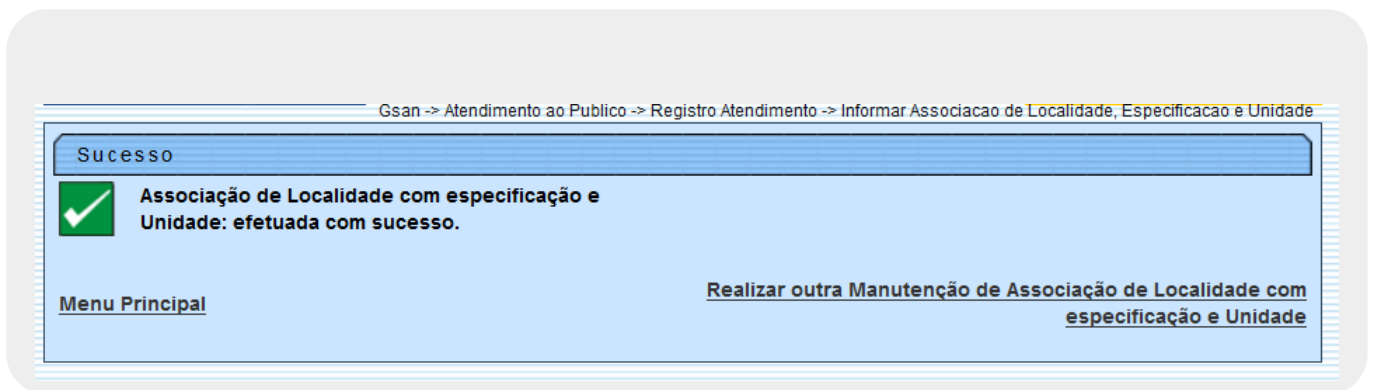 Gsan -> Atendimento ao Publico -> Registro Atendimento -> Informar Associacao de Localidade, Especificacao e Unidade
Sucesso
Associação de Localidade com especificação e
Unidade: efetuada com sucesso.
Menu Principal
Realizar outra Manutenção de Associação de Localidade com
especificação e Unidade